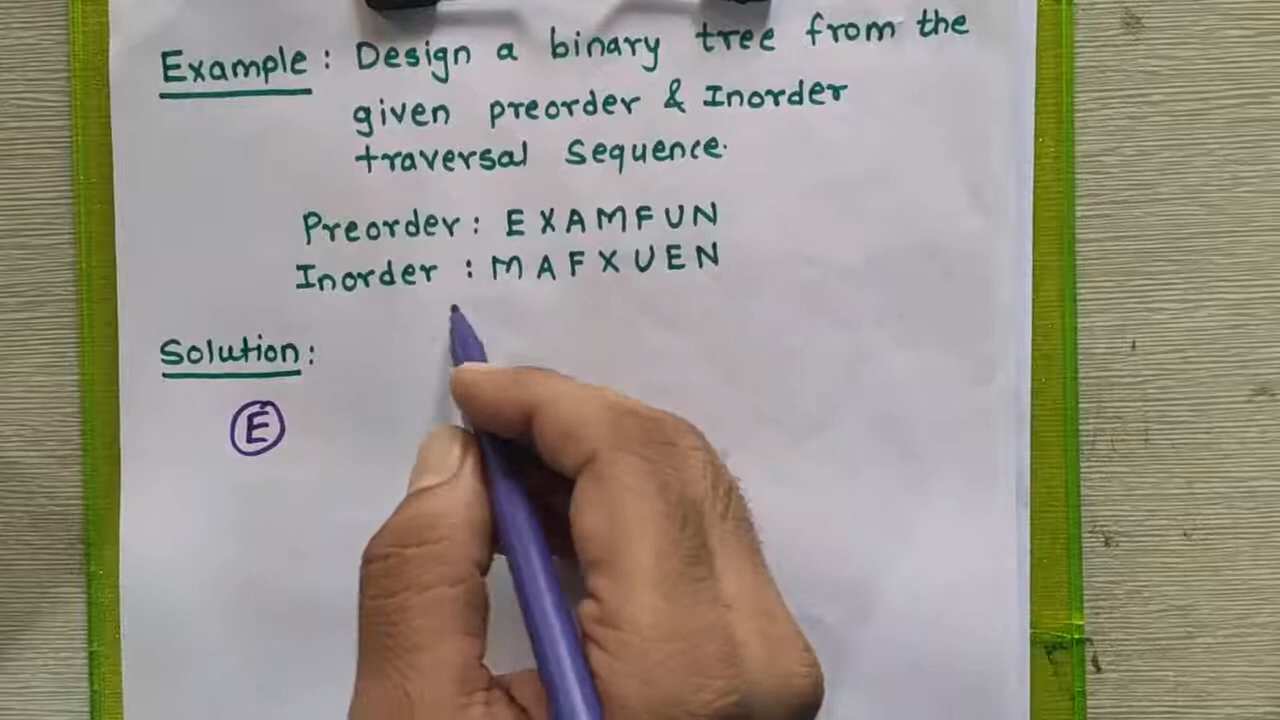 Example: Design a binary tree from the
given preorder & Inorder
traversal sequence.
Preorder: E X A M F U N
Inorder : M A F X U E N
Solution:
E